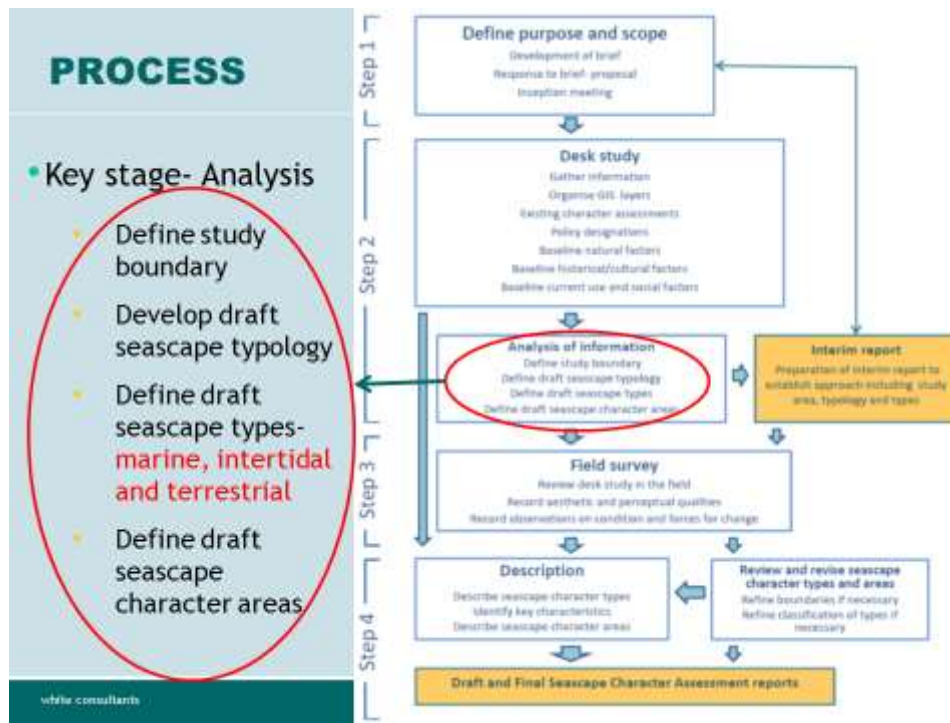 PROCESS
• Key stage- Analysis
• Define study
boundary
• Develop draft
seascape typology
• Define draft
seascape types-
marine, intertidal
and terrestrial
• Define draft
seascape
character areas
white consultants
Step 1
Define purpose and scope
Development of brief
Response to brief- proposal
Inception meeting
Step 2
Desk study
Gather information
Organise GIS layers
Existing character assessments
Policy designations
Baseline natural factors
Baseline historical/cultural factors
Baseline current use and social factors
Analysis of information
Define study boundary
Define draft seascape typology
Define draft seascape types
Define draft seascape character areas
Interim report
Preparation of interim report to
establish approach including study
area, typology and types
Step 3
Field survey
Review desk study in the field
Record aesthetic and perceptual qualities
Record observations on condition and forces for change
Step 4
Description
Describe seascape character types
Identify key characteristics
Describe seascape character areas
Review and revise seascape
character types and areas
Refine boundaries if necessary
Refine classification of types if
necessary
Draft and Final Seascape Character Assessment reports